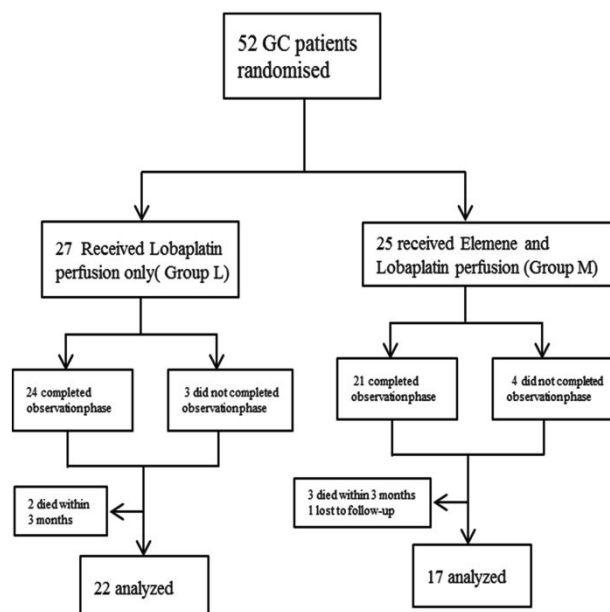 52 GC patients
randomised
27 Received Lobaplatin
perfusion only( Group L)
25 received Elemene and
Lobaplatin perfusion (Group M)
24 completed
observationphase
3 did not completed
observationphase
21 completed
observationphase
4 did not completed
observationphase
2 died within
3 months
3 died within 3 months
1 lost to follow-up
22 analyzed
17 analyzed